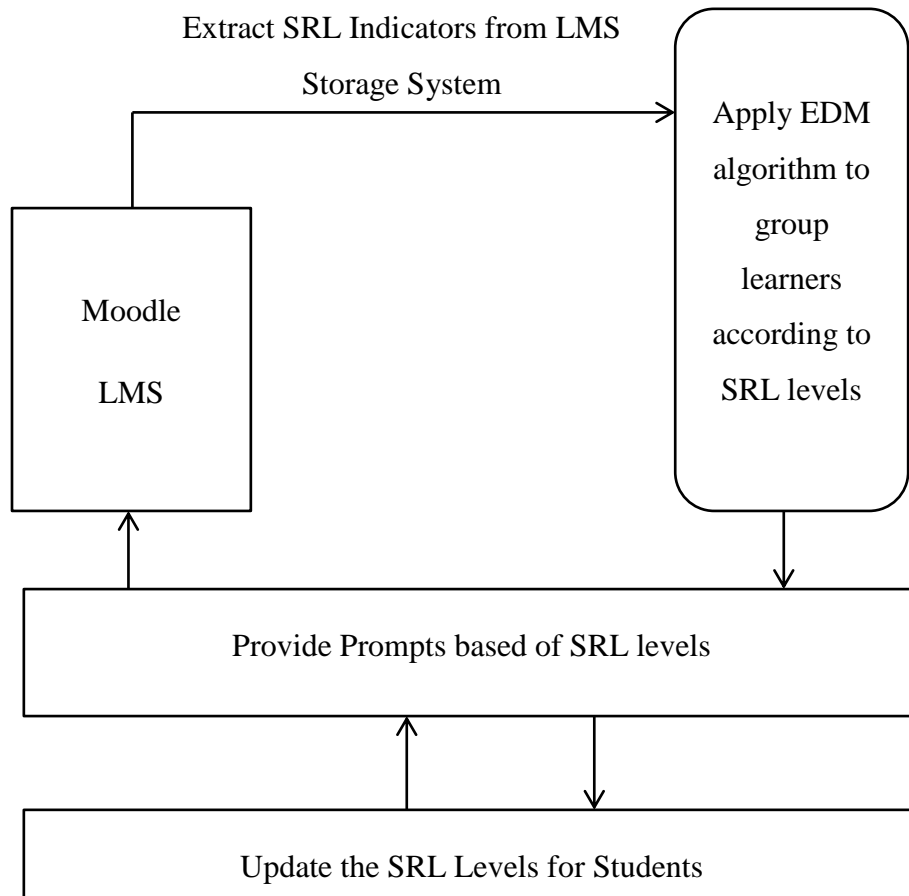 Extract SRL Indicators from LMS
Storage System
Apply EDM
algorithm to
group
learners
according to
SRL levels
Moodle
LMS
Provide Prompts based of SRL levels
Update the SRL Levels for Students